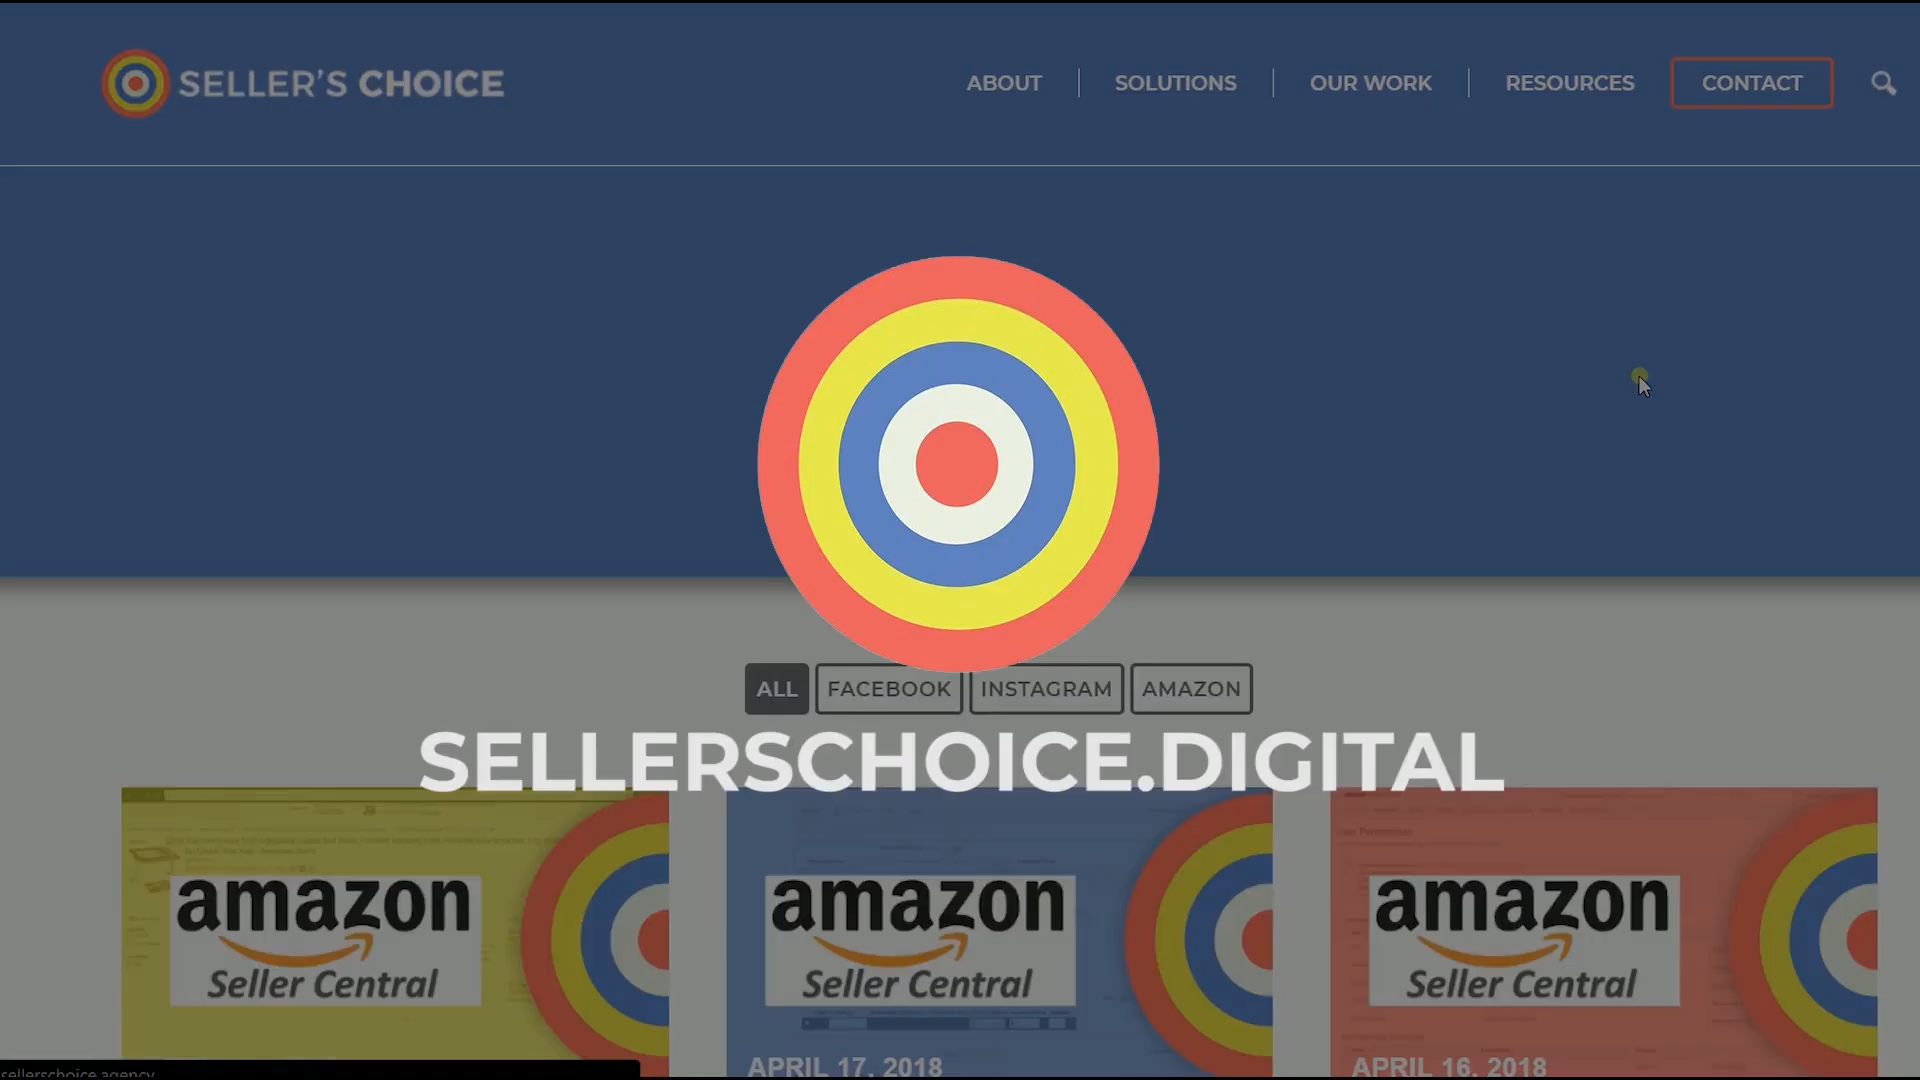 SELLER'S CHOICE
ABOUT
SOLUTIONS
OUR WORK
RESOURCES
CONTACT
ALL
FACEBOOK
INSTAGRAM
AMAZON
SELLERSCHOICE.DIGITAL
amazon
Seller Central
amazon
Seller Central
amazon
Seller Central
APRIL 17, 2018
APRIL 16, 2018
sellerschoice.agency